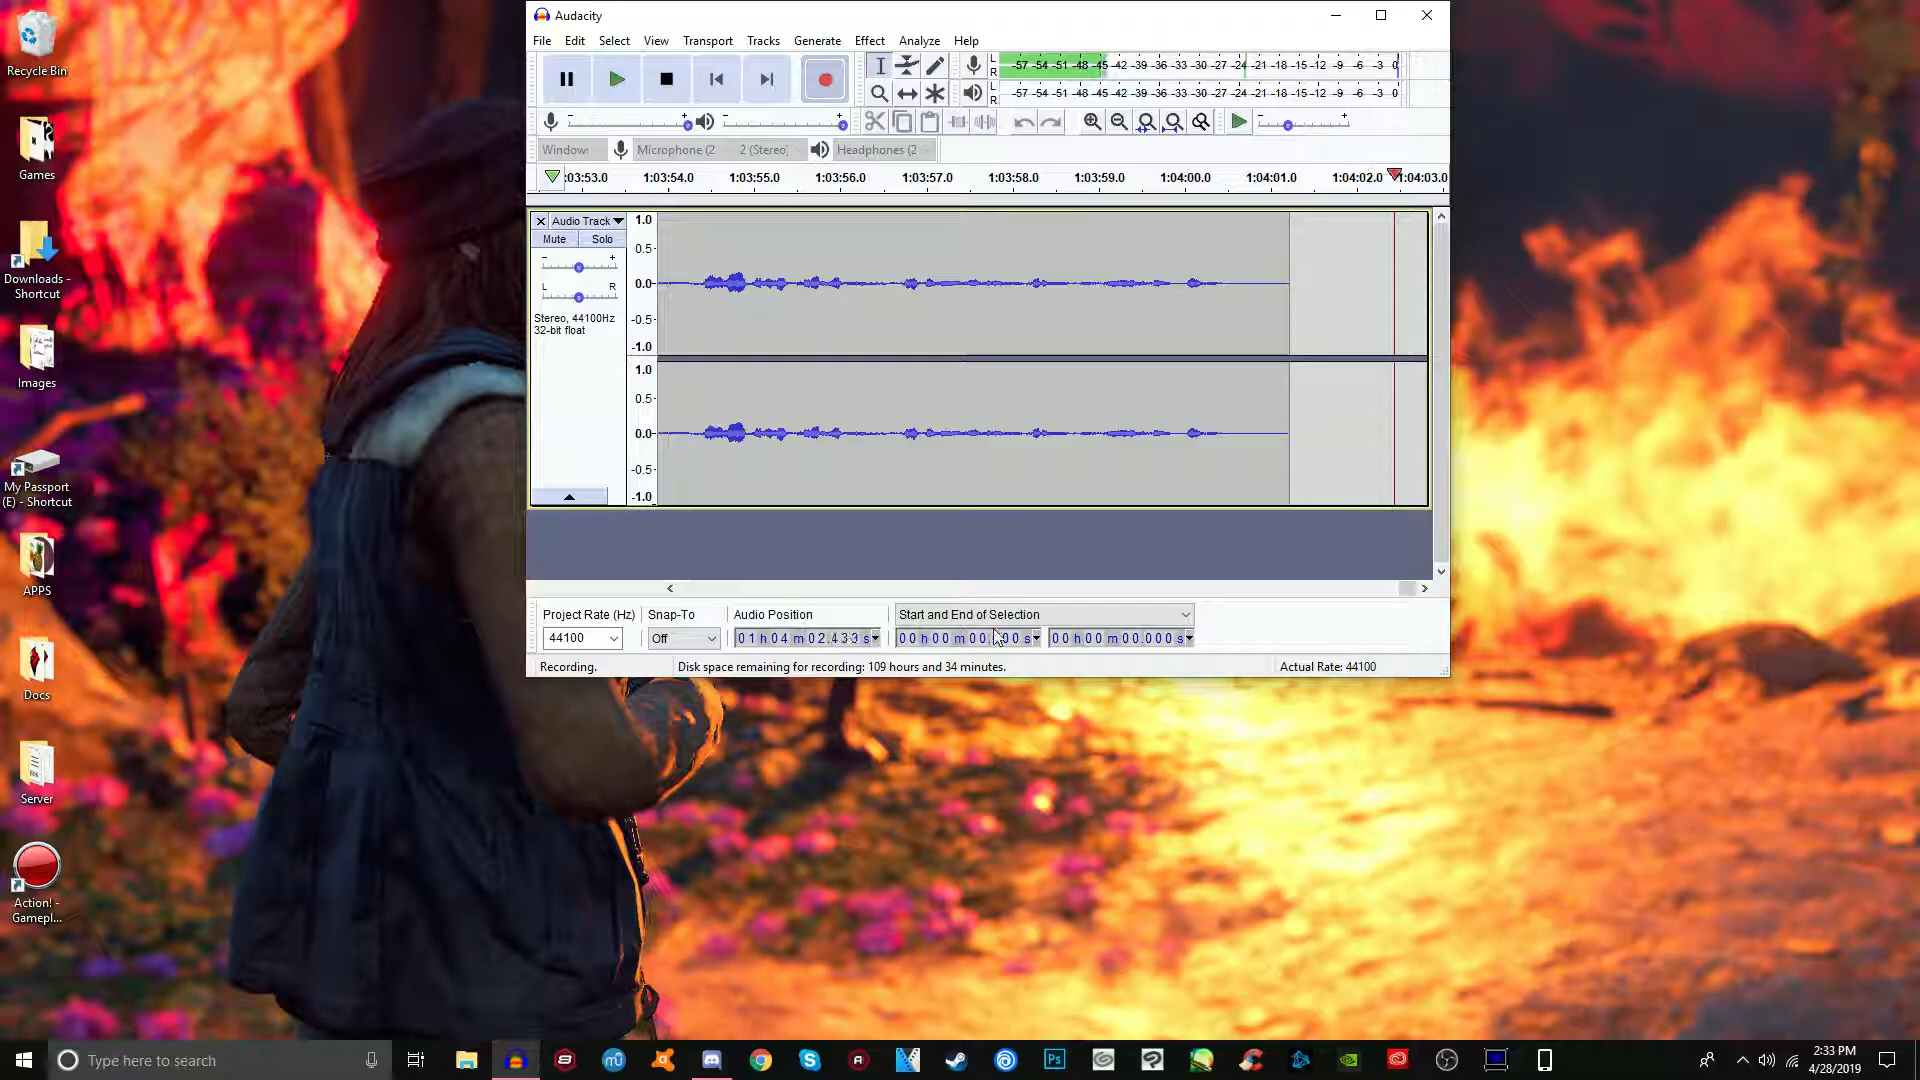 Recycle Bin
Games
Downloads -
Shortcut
Images
My Passport
(E) - Shortcut
APPS
Docs
Server
Action! -
Gamepl...
Audacity
File Edit Select View Transport Tracks Generate Effect Analyze Help
L
R
-57 -54 -51 -48 -45 -42 -39 -36 -33 -30 -27 -24 -21 -18 -15 -12 -9 -6 -3 0
L
R
-57 -54 -51 -48 -45 -42 -39 -36 -33 -30 -27 -24 -21 -18 -15 -12 -9 -6 -3 0
Window: Microphone (2 2 (Stereo) Headphones (2
1:03:53.0 1:03:54.0 1:03:55.0 1:03:56.0 1:03:57.0 1:03:58.0 1:03:59.0 1:04:00.0 1:04:01.0 1:04:02.0 1:04:03.0
Audio Track
Mute Solo
L R
Stereo, 44100Hz
32-bit float
1.0
0.5
0.0
-0.5
-1.0
1.0
0.5
0.0
-0.5
-1.0
Project Rate (Hz) Snap-To Audio Position Start and End of Selection
44100 Off 01 h 04 m 02.433 s 00 h 00 m 00.000 s 00 h 00 m 00.000 s
Recording. Disk space remaining for recording: 109 hours and 34 minutes. Actual Rate: 44100
Type here to search
Ps
2:33 PM
4/28/2019